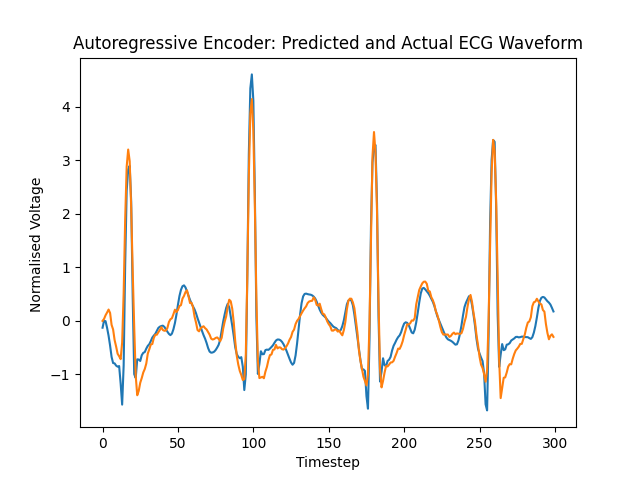 Autoregressive Encoder: Predicted and Actual ECG Waveform
Normalised Voltage
4
3
2
1
0
−1
0 50 100 150 200 250 300
Timestep